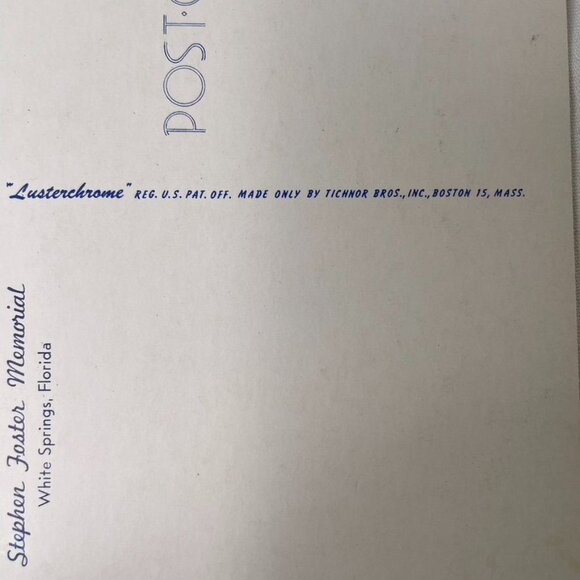 Stephen Foster Memorial
White Springs, Florida
"Lusterchrome" REG. U.S. PAT. OFF. MADE ONLY BY TICHNOR BROS., INC., BOSTON 15, MASS.
POST·